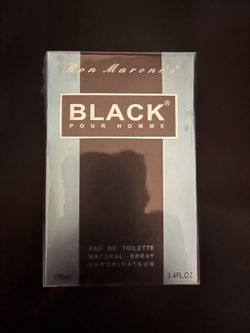 Ron Marone's®
BLACK®
POUR HOMME
EAU DE TOILETTE
NATURAL SPRAY
VAPORISATEUR
100ml 3.4FL.OZ.